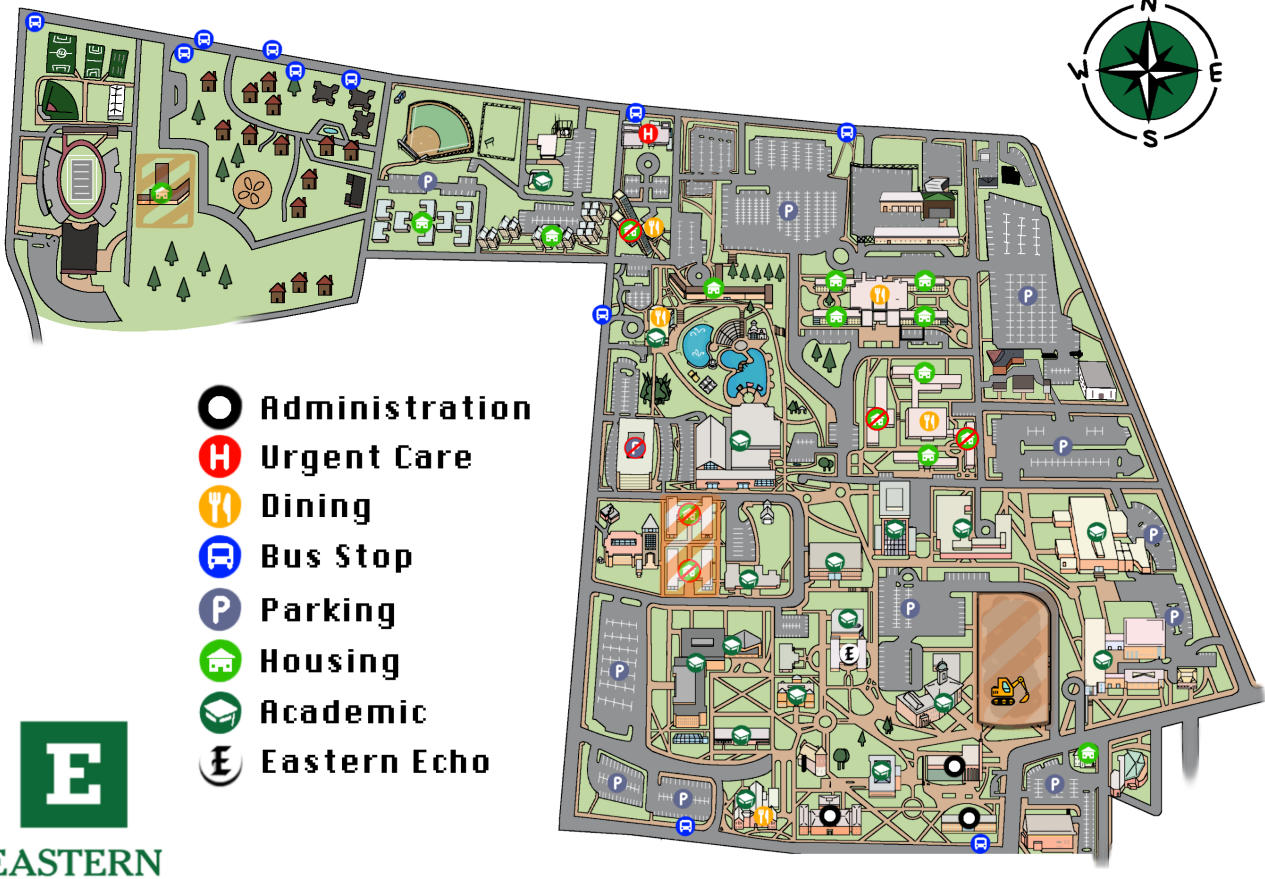 N
W E
S
H
P
P
P
P
P
P
P
P
P
E
P
P
P
P
Administration
H Urgent Care
Dining
Bus Stop
P Parking
Housing
Academic
E Eastern Echo
E
EASTERN